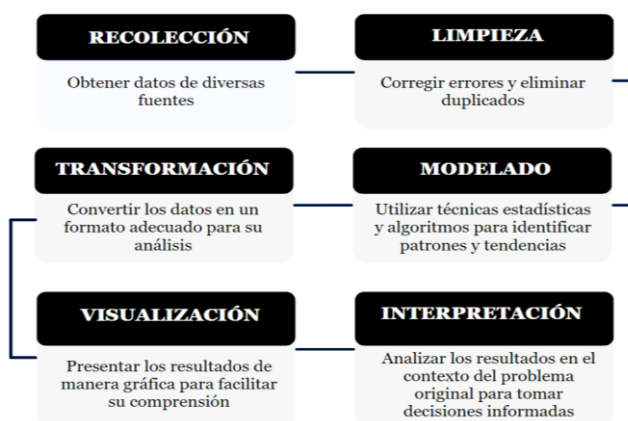 RECOLECCIÓN
Obtener datos de diversas
fuentes
LIMPIEZA
Corregir errores y eliminar
duplicados
TRANSFORMACIÓN
Convertir los datos en un
formato adecuado para su
análisis
MODELADO
Utilizar técnicas estadísticas
y algoritmos para identificar
patrones y tendencias
VISUALIZACIÓN
Presentar los resultados de
manera gráfica para facilitar
su comprensión
INTERPRETACIÓN
Analizar los resultados en el
contexto del problema
original para tomar
decisiones informadas